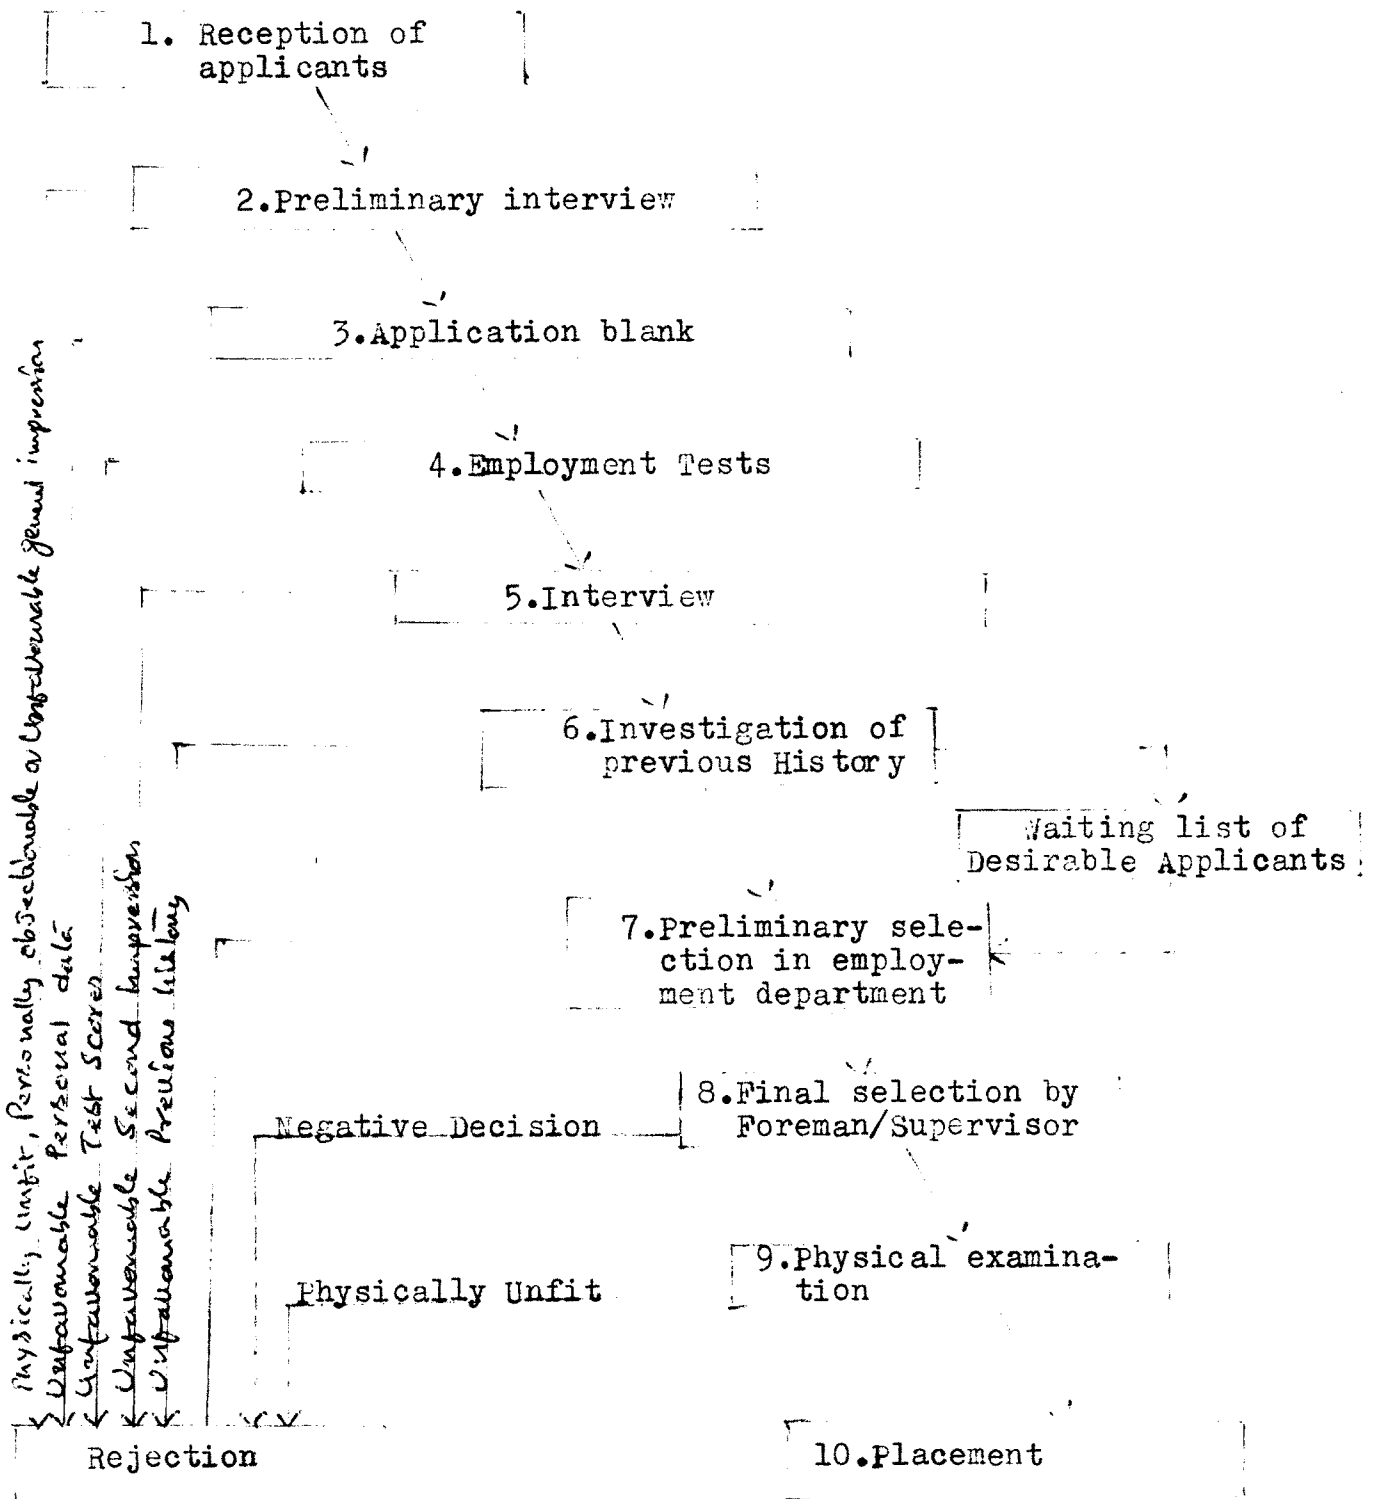 1. Reception of
applicants
2.Preliminary interview
3.Application blank
4.Employment Tests
5.Interview
6.Investigation of
previous History
Waiting list of
Desirable Applicants
7.Preliminary sele-
ction in employ-
ment department
8.Final selection by
Foreman/Supervisor
Negative Decision
9.Physical examina-
tion
Physically Unfit
10.Placement
Rejection
Physically unfit, Personally objectionable or Unfavourable general impression
Unfavourable Personal data
Unfavourable Test Scores
Unfavourable Second impression
Unfavourable Previous history